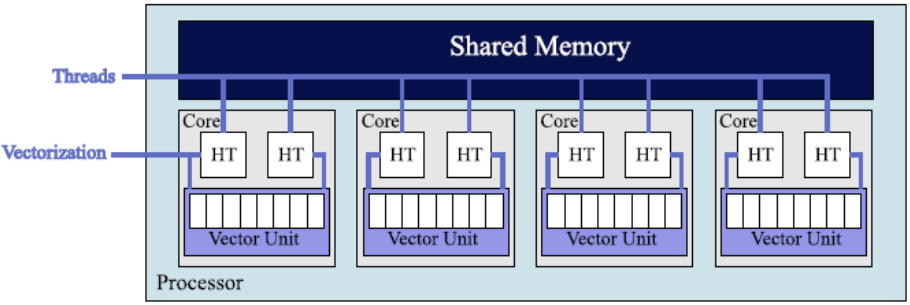 Shared Memory
Threads
Core
Core
Core
Core
Vectorization
HT
HT
HT
HT
HT
HT
HT
HT
Vector Unit
Vector Unit
Vector Unit
Vector Unit
Processor